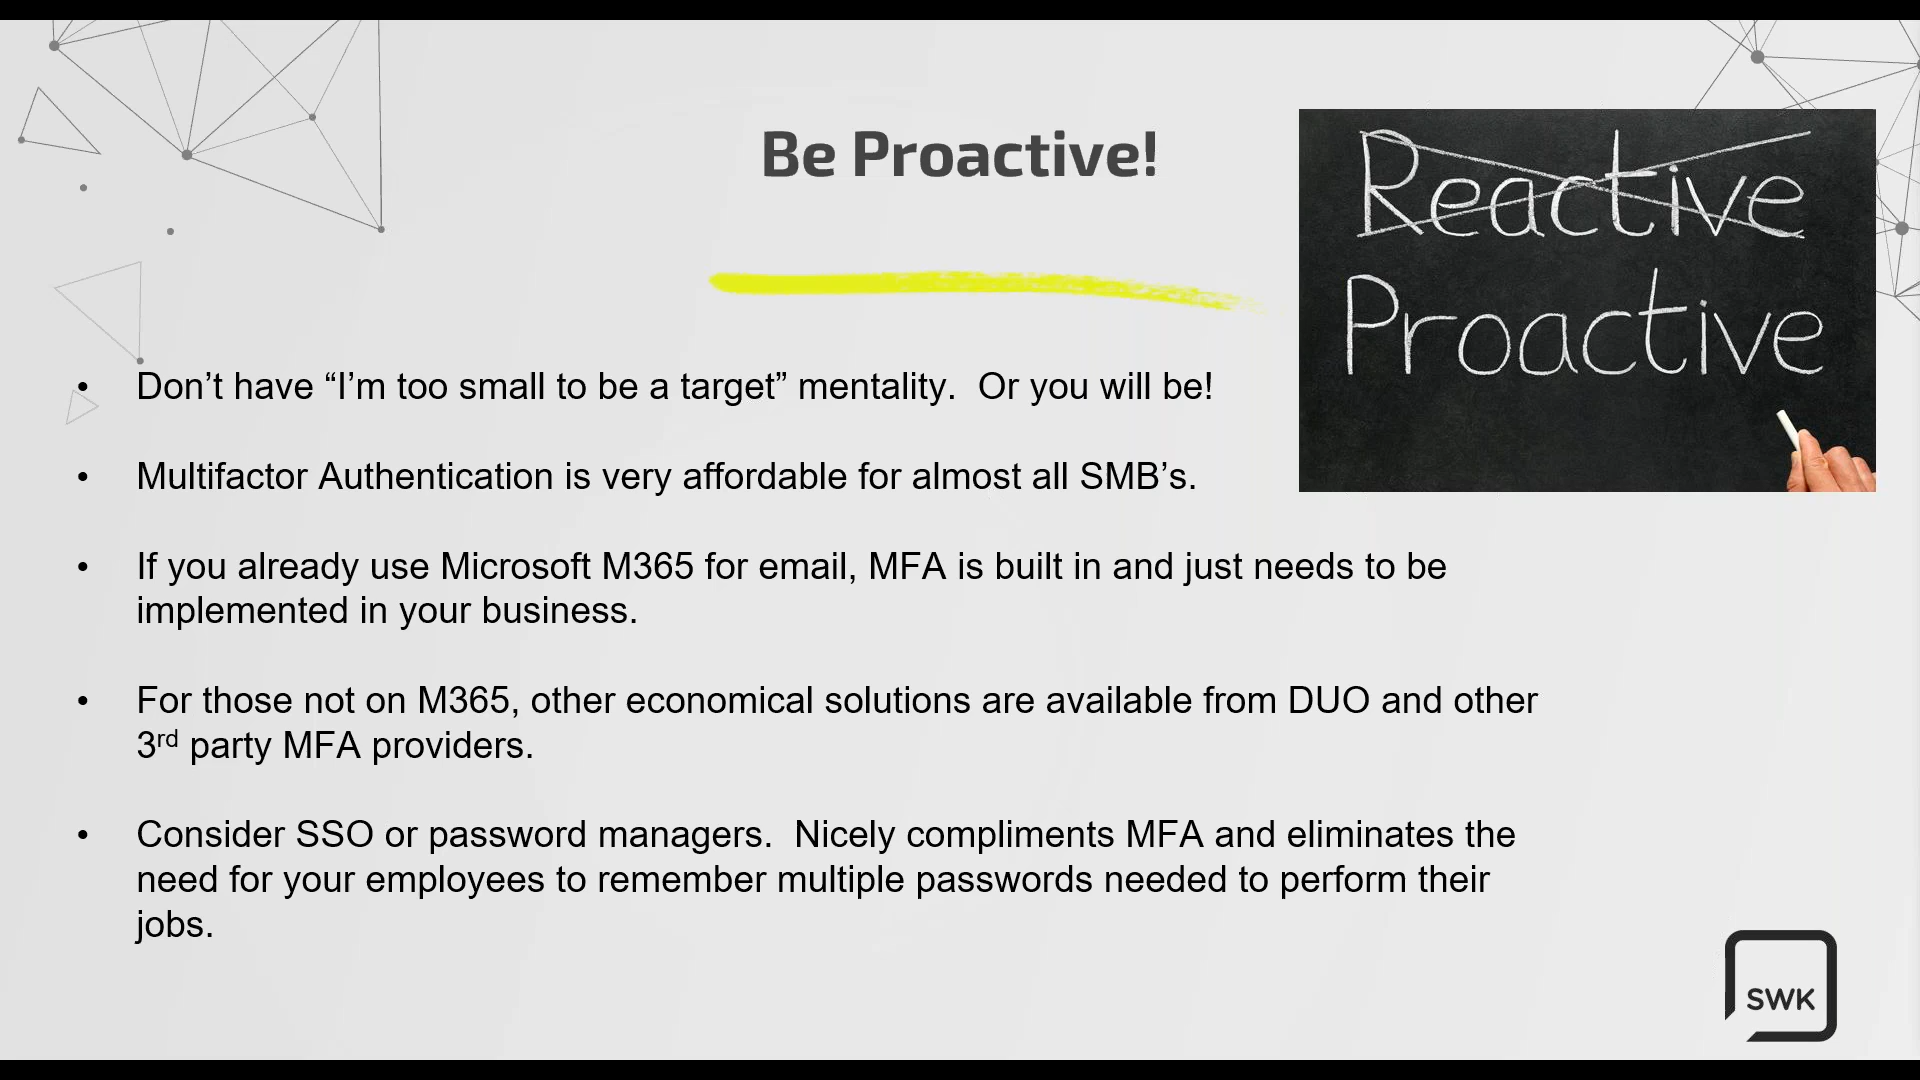 Be Proactive!
Reactive
Proactive
• Don’t have “I’m too small to be a target” mentality.  Or you will be!
• Multifactor Authentication is very affordable for almost all SMB’s.
• If you already use Microsoft M365 for email, MFA is built in and just needs to be
implemented in your business.
• For those not on M365, other economical solutions are available from DUO and other
3rd party MFA providers.
• Consider SSO or password managers.  Nicely compliments MFA and eliminates the
need for your employees to remember multiple passwords needed to perform their
jobs.
SWK